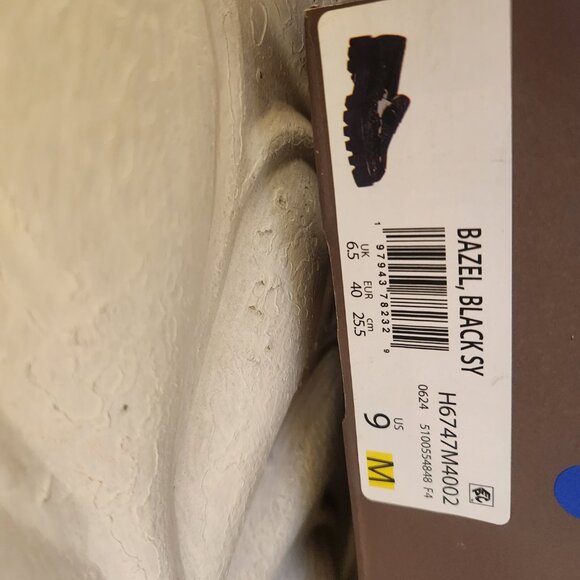 BAZEL, BLACK SY
H6747M4002
0624 5100554848 F4
1 97943 78232 9
UK EUR cm
6.5 40 25.5
US
9 M